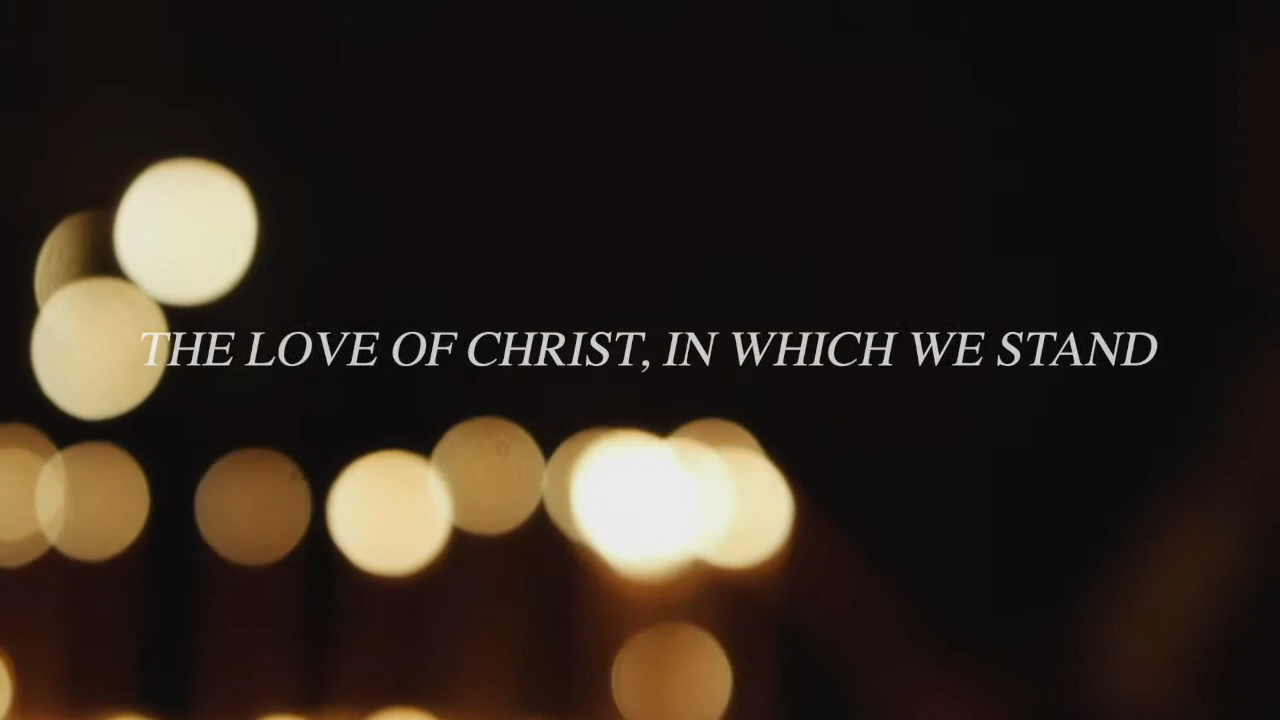 THE LOVE OF CHRIST, IN WHICH WE STAND